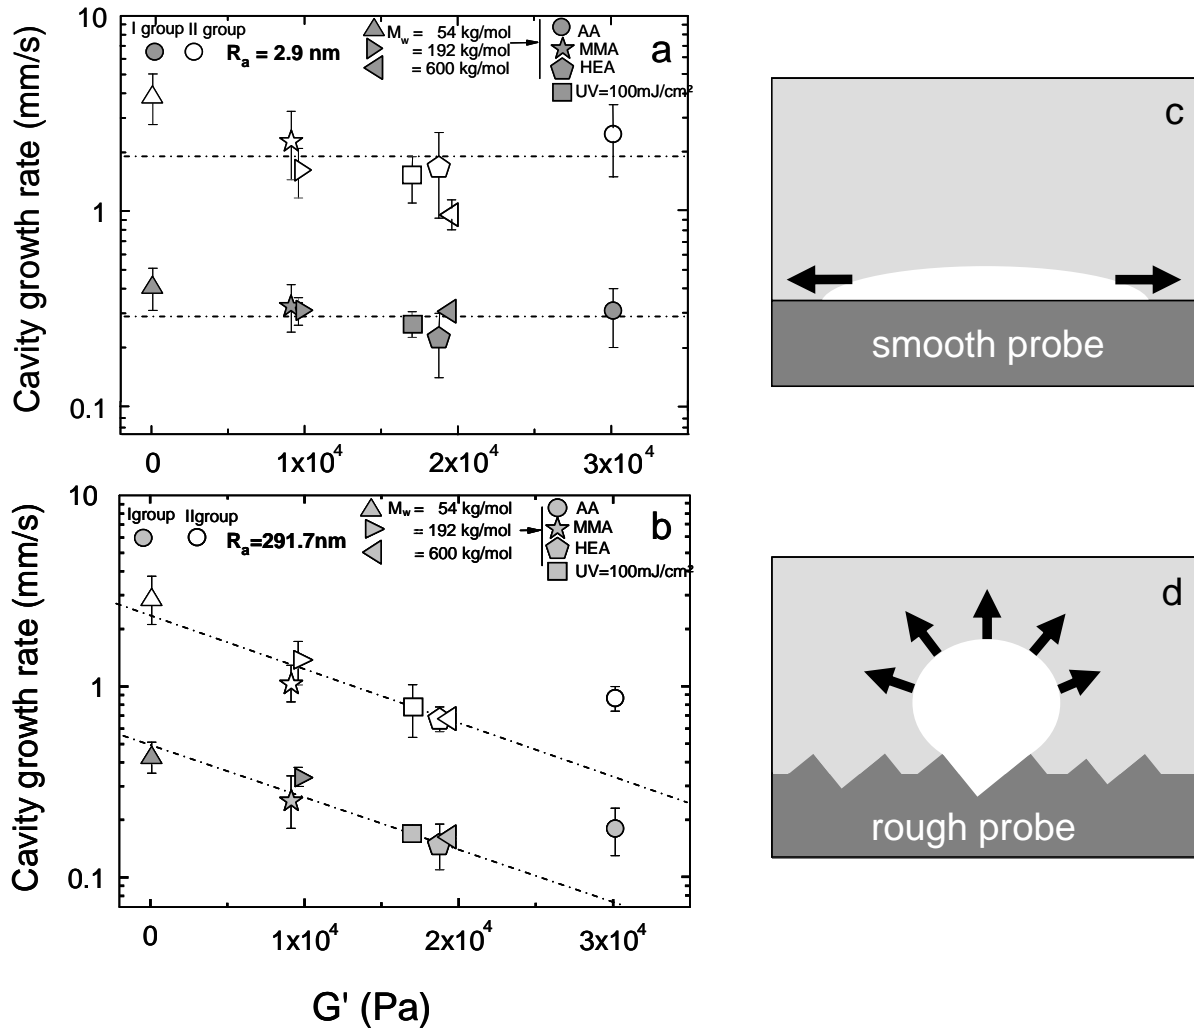 10
1
0.1
Cavity growth rate (mm/s)
I group II group
Rₐ = 2.9 nm
M_w = 54 kg/mol
= 192 kg/mol
= 600 kg/mol
AA
MMA
HEA
UV=100mJ/cm²
a
0 1x10⁴ 2x10⁴ 3x10⁴
c
smooth probe
10
1
0.1
Cavity growth rate (mm/s)
Igroup IIgroup
Rₐ=291.7nm
M_w = 54 kg/mol
= 192 kg/mol
= 600 kg/mol
AA
MMA
HEA
UV=100mJ/cm²
b
0 1x10⁴ 2x10⁴ 3x10⁴
G' (Pa)
d
rough probe